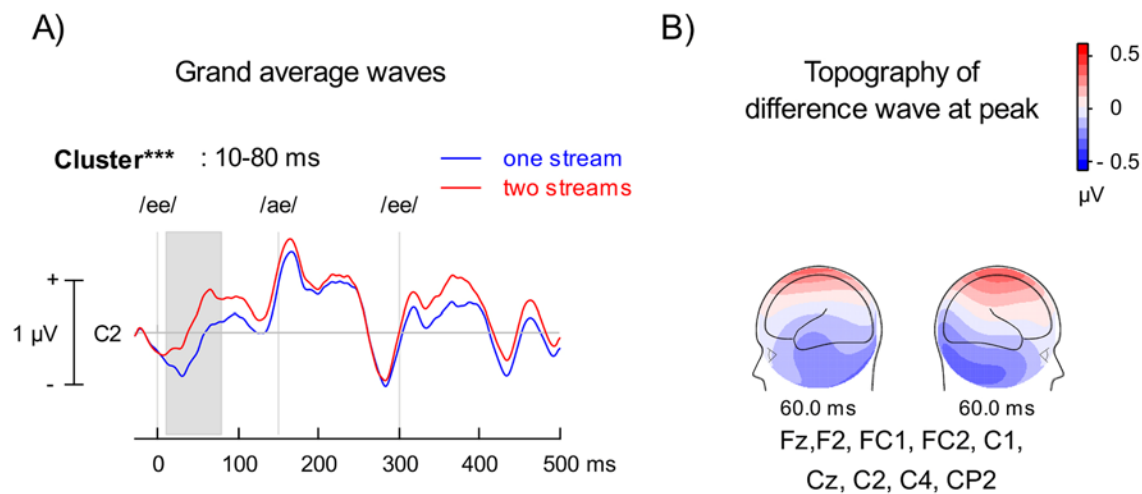 A)
Grand average waves
Cluster*** : 10-80 ms
one stream
two streams
/ee/ /ae/ /ee/
+
1 µV
-
C2
0 100 200 300 400 500 ms
B)
Topography of
difference wave at peak
0.5
0
- 0.5
µV
60.0 ms 60.0 ms
Fz,F2, FC1, FC2, C1,
Cz, C2, C4, CP2